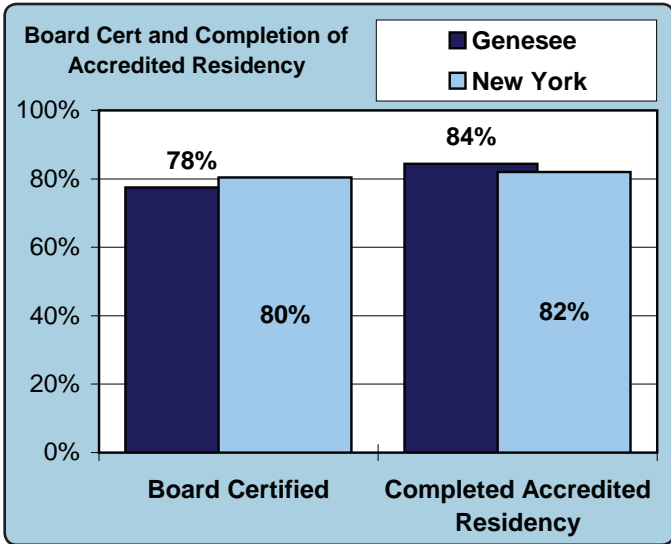 Board Cert and Completion of
Accredited Residency
Genesee
New York
100%
80%
60%
40%
20%
0%
78%
80%
84%
82%
Board Certified
Completed Accredited
Residency